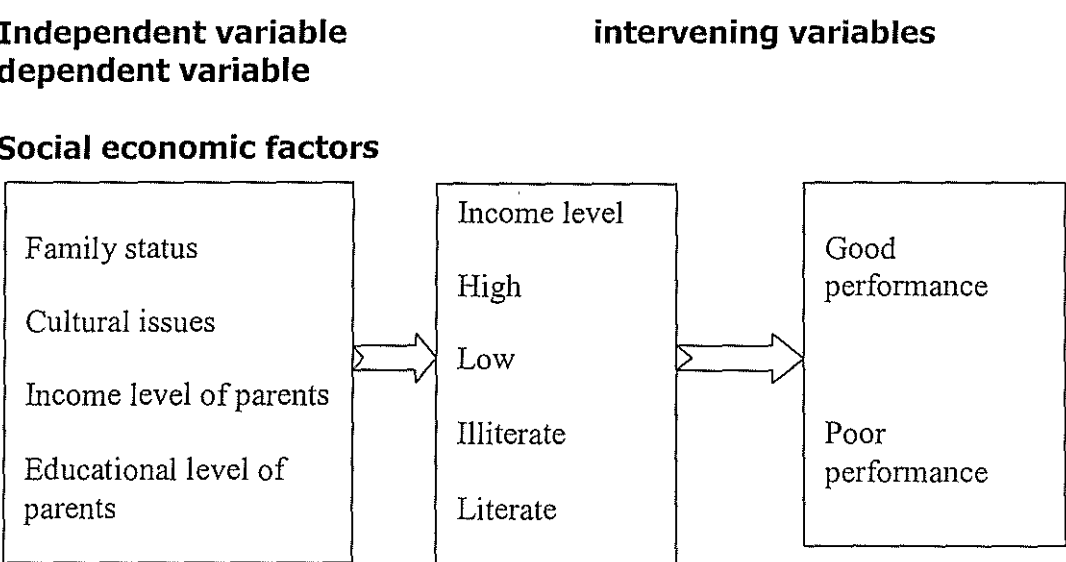 Independent variable intervening variables
dependent variable
Social economic factors
Family status
Cultural issues
Income level of parents
Educational level of
parents
Income level
High
Low
Illiterate
Literate
Good
performance
Poor
performance